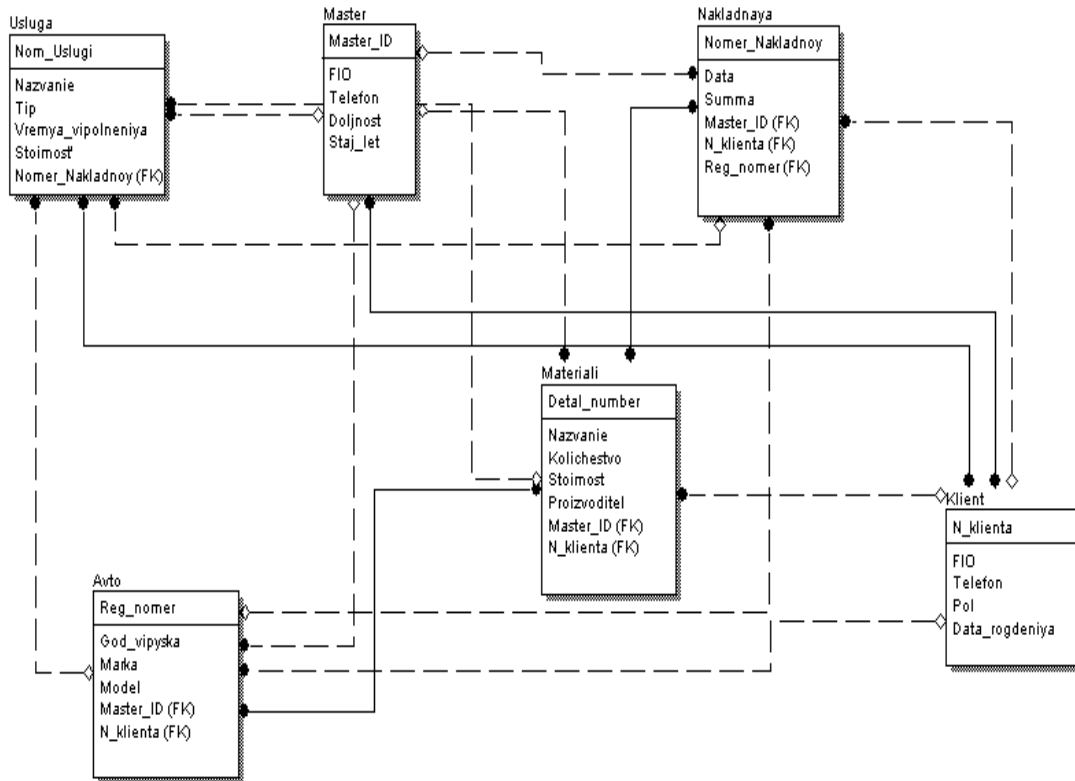 Usluga
Nom_Uslugi
Nazvanie
Tip
Vremya_vipolneniya
Stoimost'
Nomer_Nakladnoy (FK)
Master
Master_ID
FIO
Telefon
Doljnost
Staj_let
Nakladnaya
Nomer_Nakladnoy
Data
Summa
Master_ID (FK)
N_klienta (FK)
Reg_nomer (FK)
Materiali
Detal_number
Nazvanie
Kolichestvo
Stoimost
Proizvoditel
Master_ID (FK)
N_klienta (FK)
Klient
N_klienta
FIO
Telefon
Pol
Data_rogdeniya
Avto
Reg_nomer
God_vipyska
Marka
Model
Master_ID (FK)
N_klienta (FK)